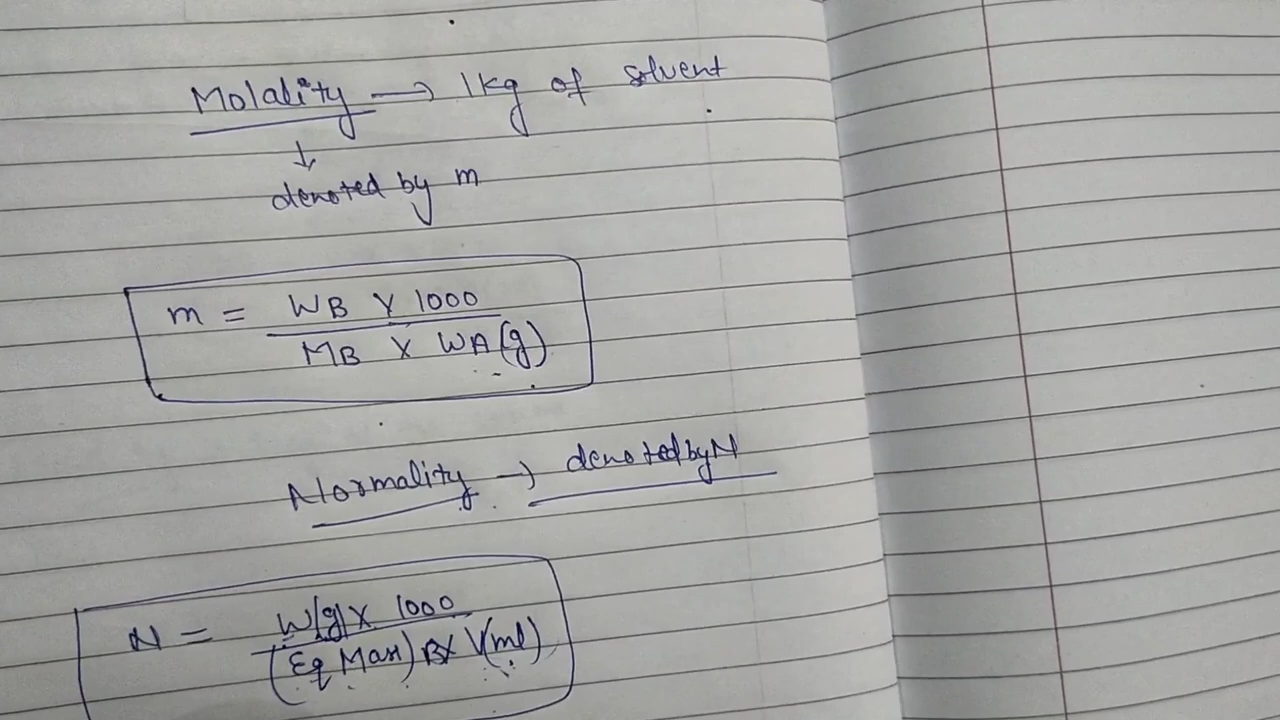 Molality → 1kg of solvent
↓
denoted by m
m = WB × 1000
MB × WA(g)
Normality → denoted by N
N = W(g) × 1000
(Eq Mass) B × V(ml)